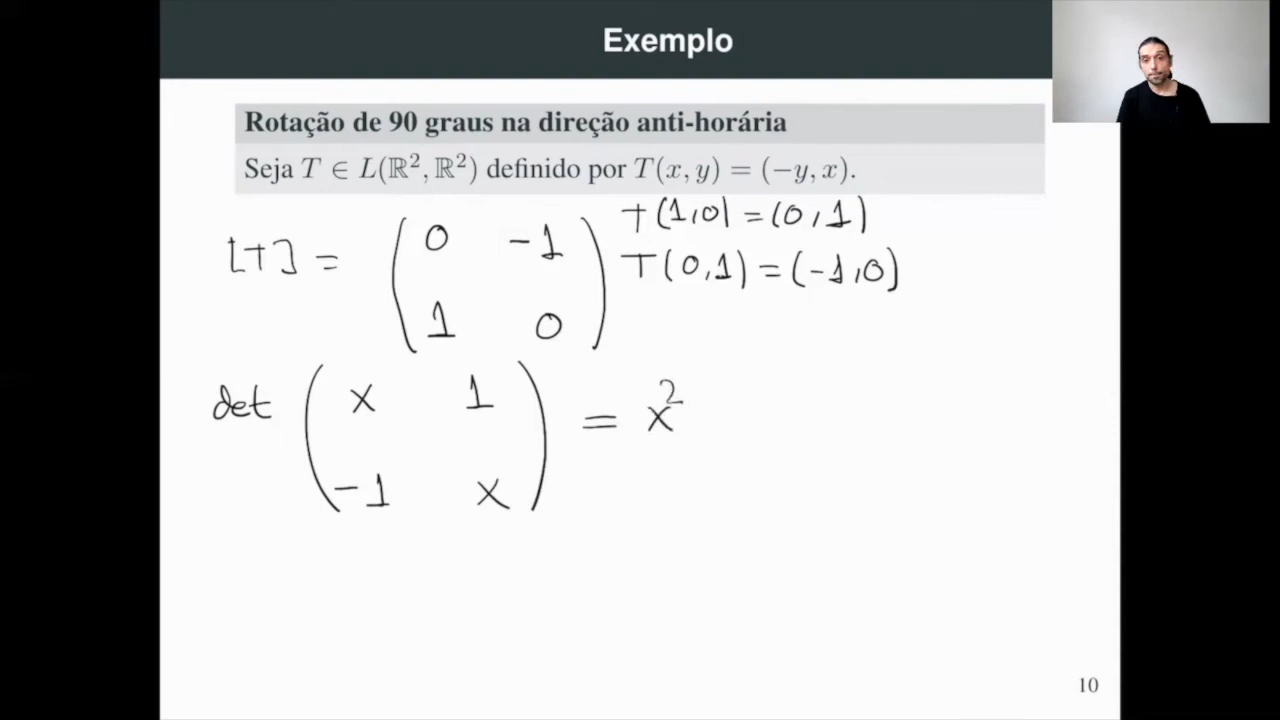 Exemplo
Rotação de 90 graus na direção anti-horária
Seja T ∈ L(ℝ², ℝ²) definido por T(x, y) = (−y, x).
[T] = ( 0 -1
1 0 )
T(1,0) = (0,1)
T(0,1) = (-1,0)
det ( x 1
-1 x ) = x²
10